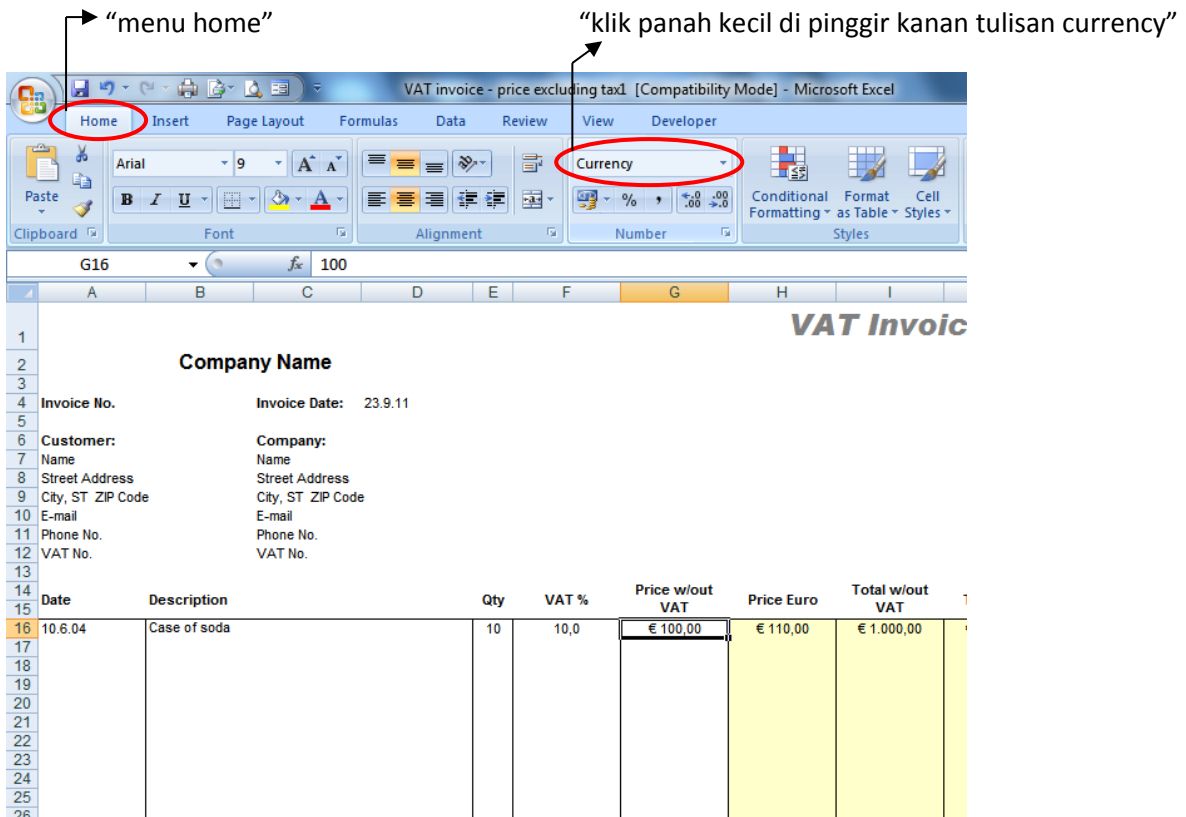 “menu home” “klik panah kecil di pinggir kanan tulisan currency”
VAT invoice - price excluding tax1 [Compatibility Mode] - Microsoft Excel
Home Insert Page Layout Formulas Data Review View Developer
Arial 9 A A Currency
Paste B I U A % , .0 .00 .00 .0 Conditional Formatting Format as Table Cell Styles
Clipboard Font Alignment Number Styles
G16 fx 100
A B C D E F G H I
1 VAT Invoic
2 Company Name
3
4 Invoice No. Invoice Date: 23.9.11
5
6 Customer: Company:
7 Name Name
8 Street Address Street Address
9 City, ST ZIP Code City, ST ZIP Code
10 E-mail E-mail
11 Phone No. Phone No.
12 VAT No. VAT No.
13
14
15 Date Description Qty VAT % Price w/out VAT Price Euro Total w/out VAT
16 10.6.04 Case of soda 10 10,0 € 100,00 € 110,00 € 1.000,00
17
18
19
20
21
22
23
24
25
26